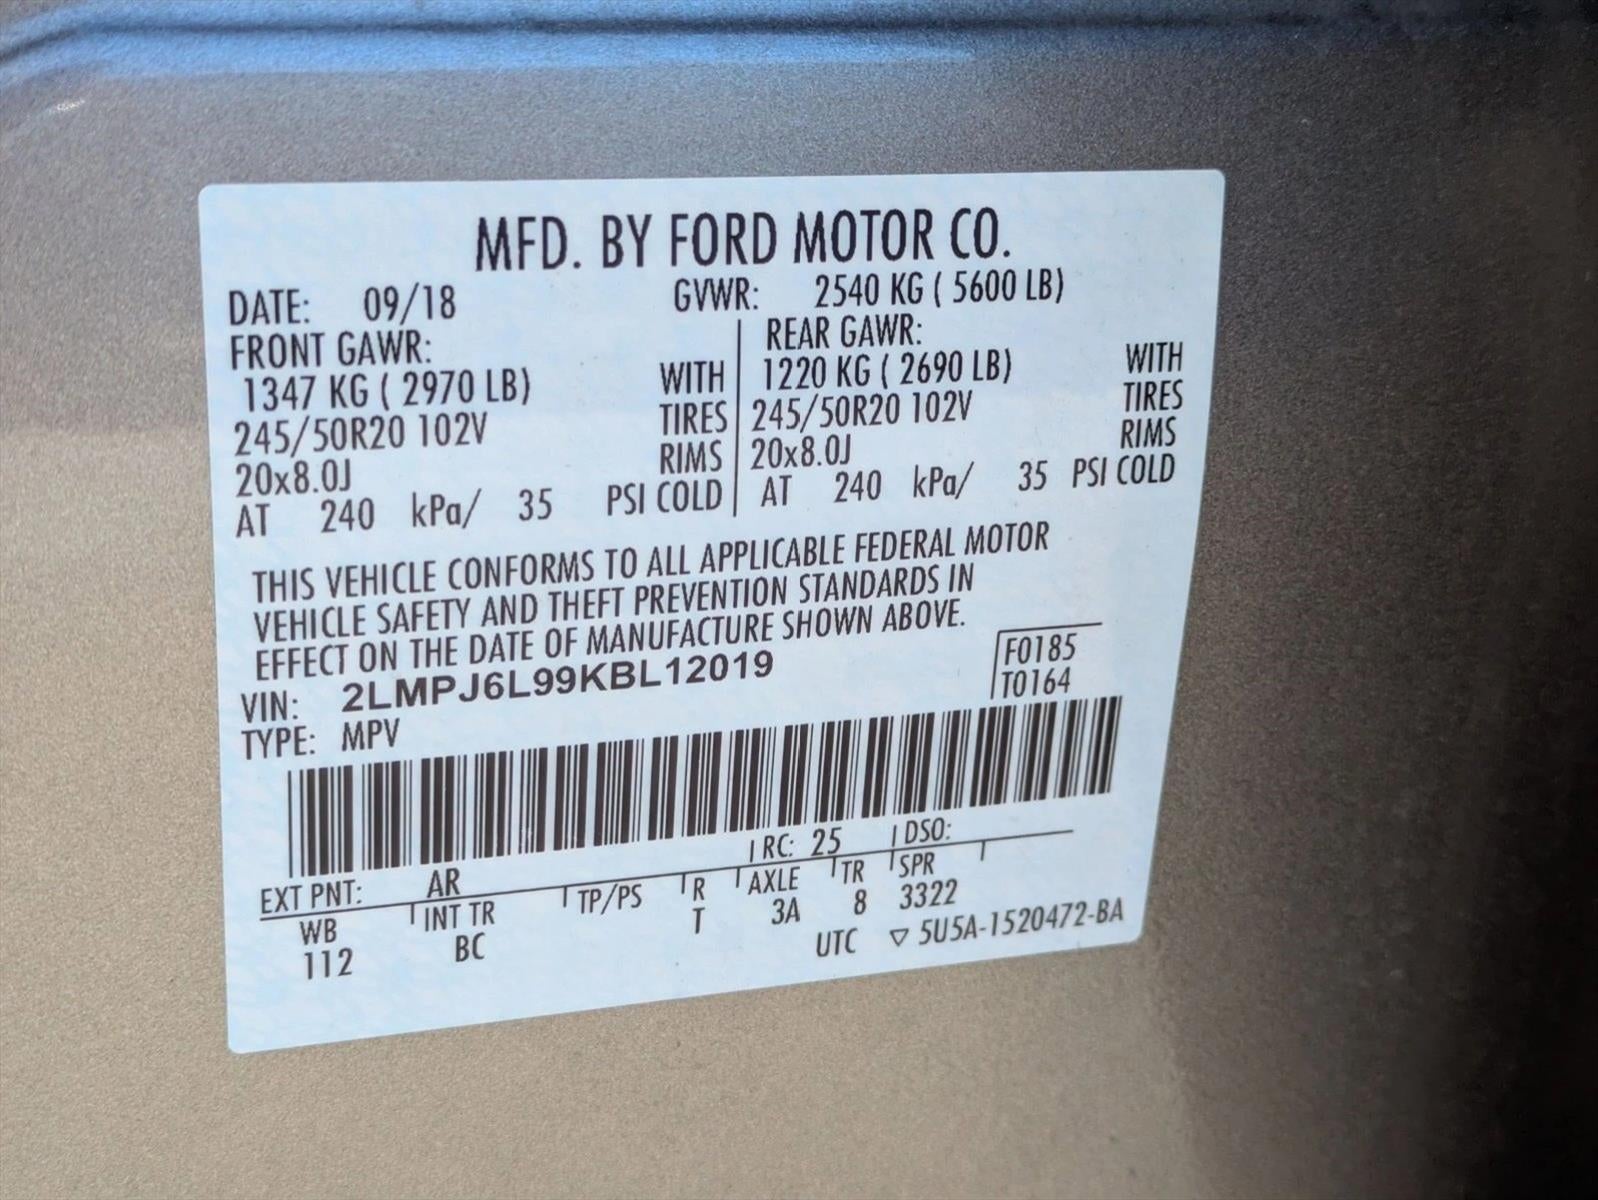 MFD. BY FORD MOTOR CO.
DATE: 09/18 GVWR: 2540 KG ( 5600 LB)
FRONT GAWR: REAR GAWR:
1347 KG ( 2970 LB) WITH 1220 KG ( 2690 LB) WITH
245/50R20 102V TIRES 245/50R20 102V TIRES
20x8.0J RIMS 20x8.0J RIMS
AT 240 kPa/ 35 PSI COLD AT 240 kPa/ 35 PSI COLD
THIS VEHICLE CONFORMS TO ALL APPLICABLE FEDERAL MOTOR
VEHICLE SAFETY AND THEFT PREVENTION STANDARDS IN
EFFECT ON THE DATE OF MANUFACTURE SHOWN ABOVE.
VIN: 2LMPJ6L99KBL12019 F0185
TYPE: MPV T0164
EXT PNT: AR RC: 25 DSO:
WB INT TR TP/PS R AXLE TR SPR
112 BC T 3A 8 3322
UTC ▽ 5U5A-1520472-BA